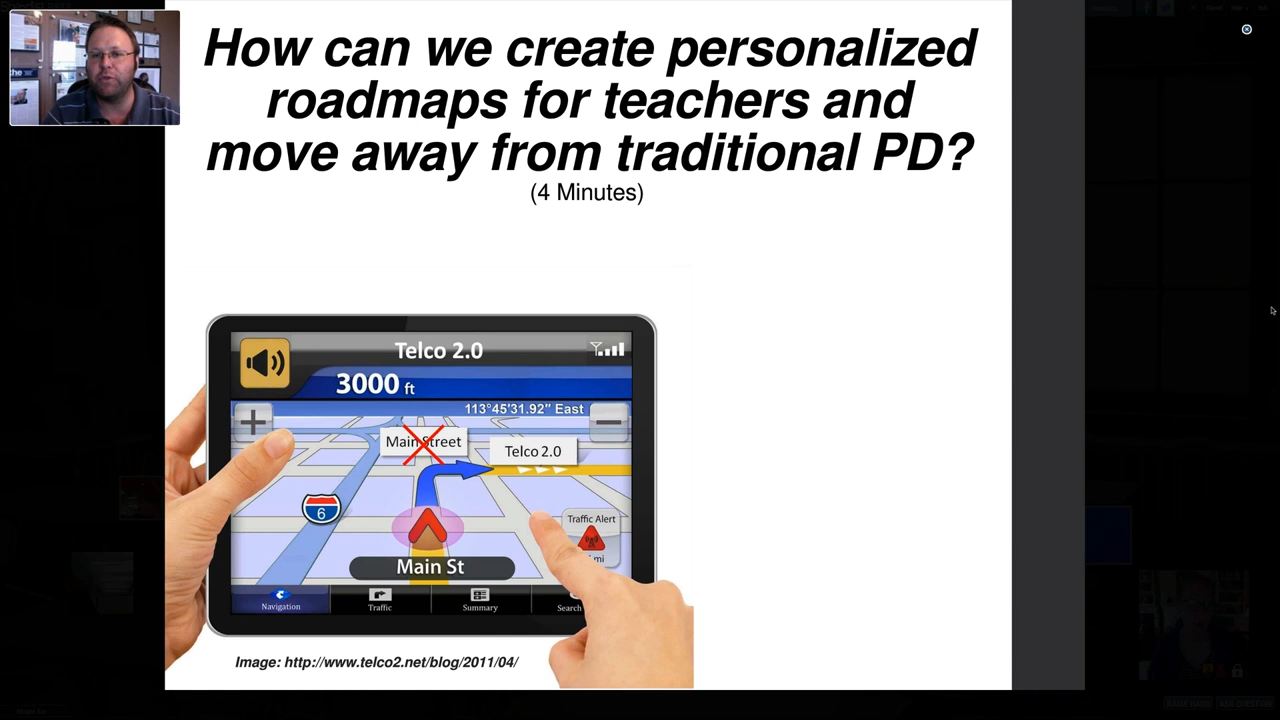 How can we create personalized
roadmaps for teachers and
move away from traditional PD?
(4 Minutes)
Telco 2.0
3000 ft
113°45'31.92" East
Main Street
Telco 2.0
6
Traffic Alert
mi
Main St
Navigation
Traffic
Summary
Search
Image: http://www.telco2.net/blog/2011/04/